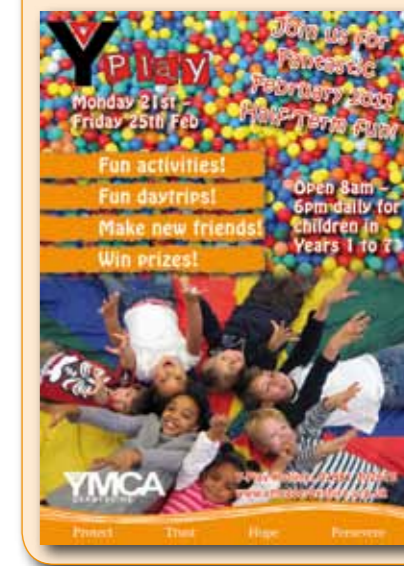 Y Play
Join us for
Fantastic
February 2011
Half-Term Fun!
Monday 21st –
Friday 25th Feb
Fun activities!
Fun daytrips!
Make new friends!
Win prizes!
Open 8am –
6pm daily for
children in
Years 1 to 7
YMCA
DERBYSHIRE
Protect Trust Hope Persevere